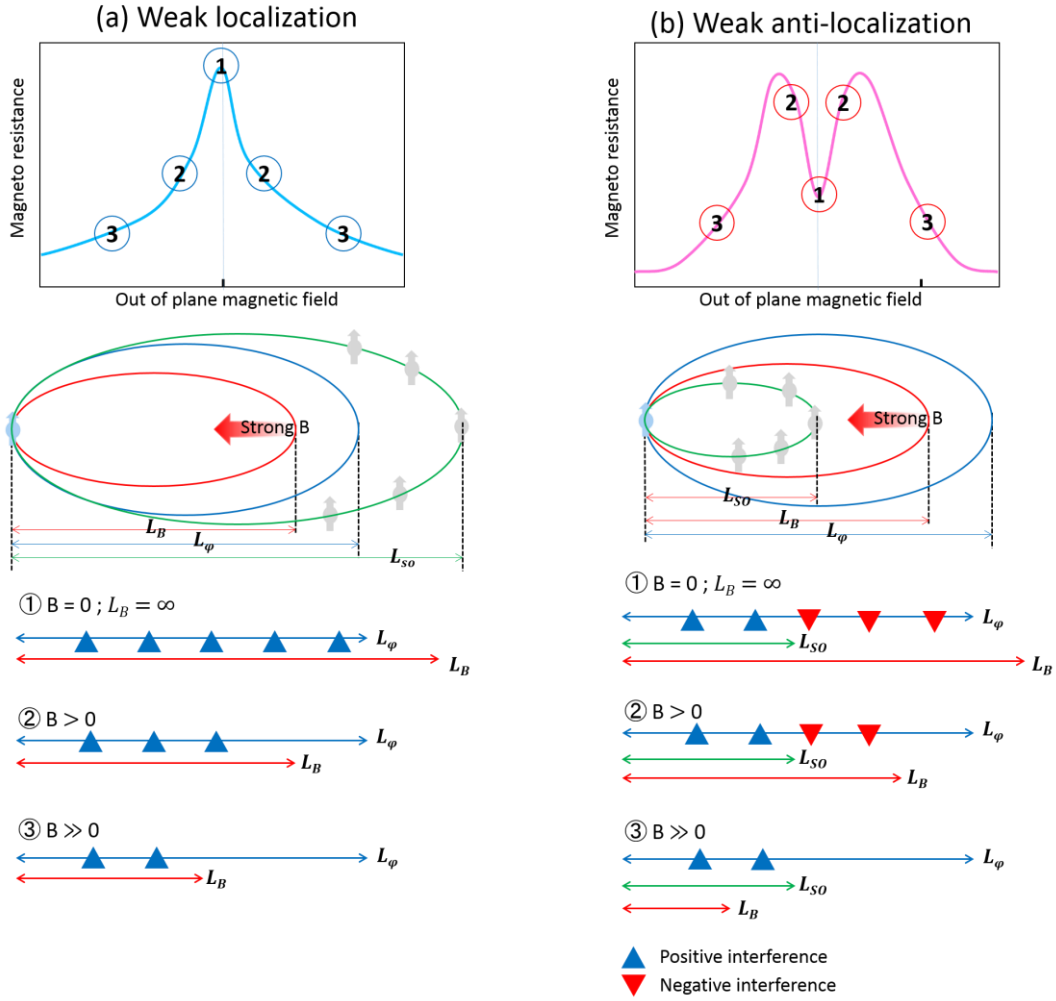 (a) Weak localization
Magneto resistance
1
2
2
3
3
Out of plane magnetic field
Strong B
L_B
L_φ
L_so
① B = 0 ; L_B = ∞
L_φ
L_B
② B > 0
L_φ
L_B
③ B ≫ 0
L_φ
L_B
(b) Weak anti-localization
Magneto resistance
2
2
1
3
3
Out of plane magnetic field
Strong B
L_SO
L_B
L_φ
① B = 0 ; L_B = ∞
L_φ
L_SO
L_B
② B > 0
L_φ
L_SO
L_B
③ B ≫ 0
L_φ
L_SO
L_B
Positive interference
Negative interference